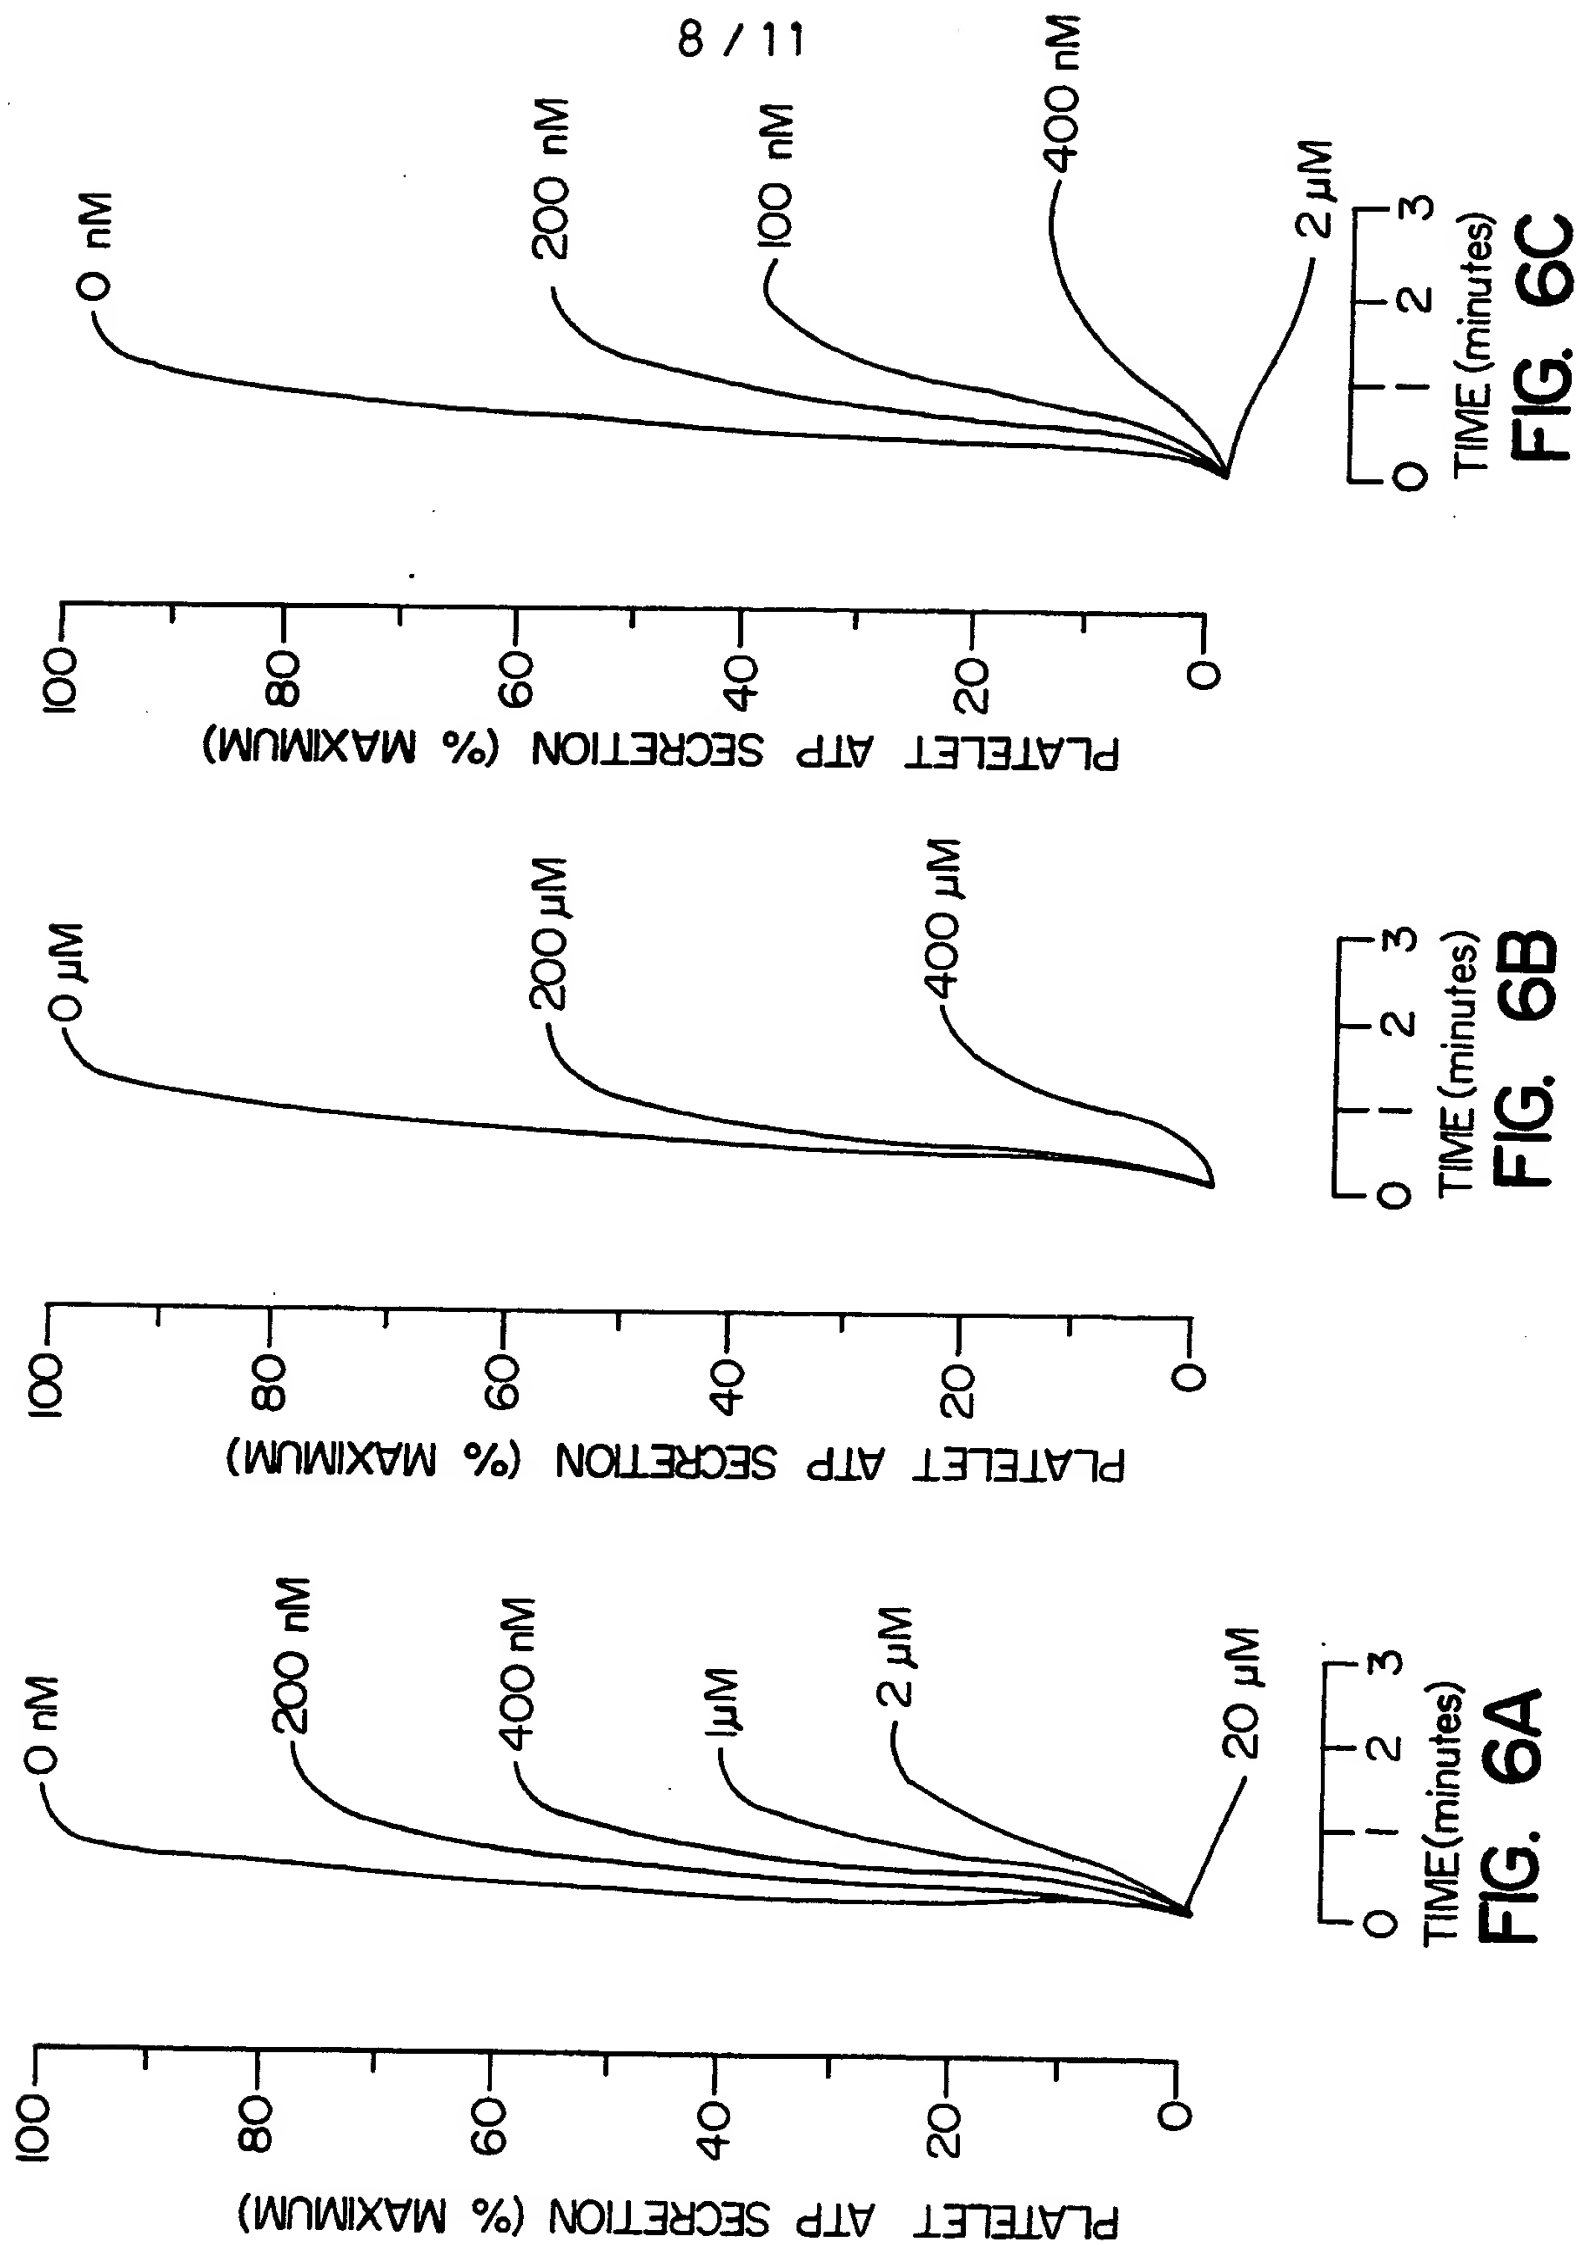 8 / 11
PLATELET ATP SECRETION (% MAXIMUM)
100
80
60
40
20
0
0 nM
200 nM
400 nM
1 µM
2 µM
20 µM
0 1 2 3
TIME (minutes)
FIG. 6A
PLATELET ATP SECRETION (% MAXIMUM)
100
80
60
40
20
0
0 µM
200 µM
400 µM
0 1 2 3
TIME (minutes)
FIG. 6B
PLATELET ATP SECRETION (% MAXIMUM)
100
80
60
40
20
0
0 nM
200 nM
100 nM
400 nM
2 µM
0 1 2 3
TIME (minutes)
FIG. 6C